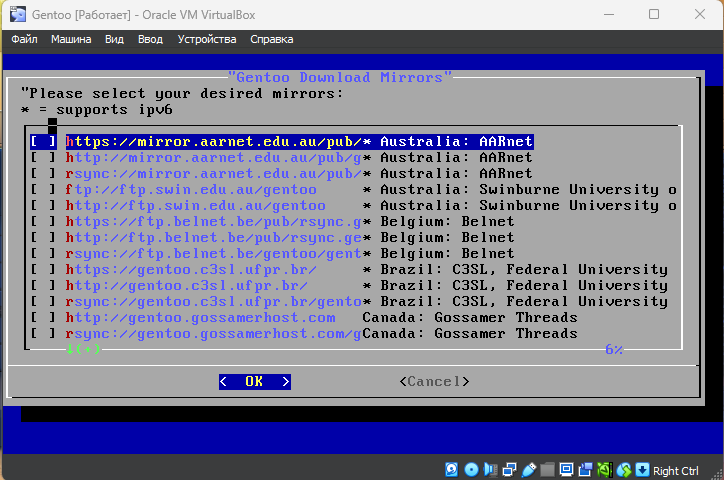 Gentoo [Работает] - Oracle VM VirtualBox
Файл Машина Вид Ввод Устройства Справка
"Gentoo Download Mirrors"
"Please select your desired mirrors:
* = supports ipv6
[ ] https://mirror.aarnet.edu.au/pub/* Australia: AARnet
[ ] http://mirror.aarnet.edu.au/pub/g* Australia: AARnet
[ ] rsync://mirror.aarnet.edu.au/pub/* Australia: AARnet
[ ] ftp://ftp.swin.edu.au/gentoo * Australia: Swinburne University o
[ ] http://ftp.swin.edu.au/gentoo * Australia: Swinburne University o
[ ] https://ftp.belnet.be/pub/rsync.g* Belgium: Belnet
[ ] http://ftp.belnet.be/pub/rsync.ge* Belgium: Belnet
[ ] rsync://ftp.belnet.be/gentoo/gent* Belgium: Belnet
[ ] https://gentoo.c3sl.ufpr.br/ * Brazil: C3SL, Federal University
[ ] http://gentoo.c3sl.ufpr.br/ * Brazil: C3SL, Federal University
[ ] rsync://gentoo.c3sl.ufpr.br/gento* Brazil: C3SL, Federal University
[ ] http://gentoo.gossamerhost.com Canada: Gossamer Threads
[ ] rsync://gentoo.gossamerhost.com/gCanada: Gossamer Threads
↓(+) 6%
< OK > <Cancel>
Right Ctrl